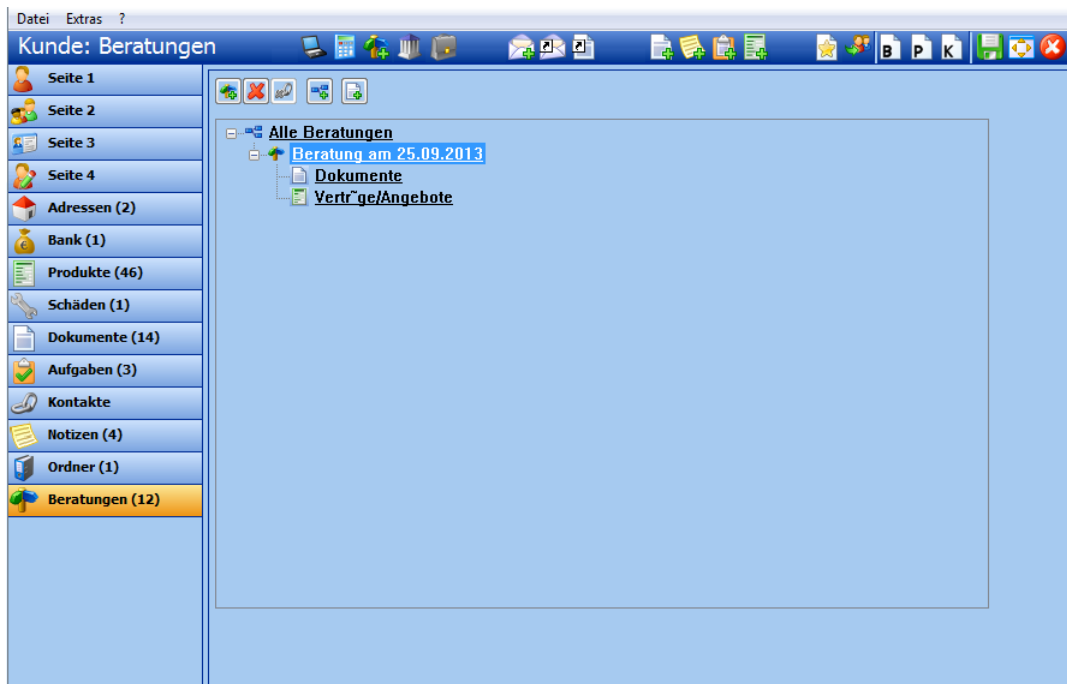 Datei Extras ?
Kunde: Beratungen
B P K
Seite 1
Seite 2
Seite 3
Seite 4
Adressen (2)
Bank (1)
Produkte (46)
Schäden (1)
Dokumente (14)
Aufgaben (3)
Kontakte
Notizen (4)
Ordner (1)
Beratungen (12)
Alle Beratungen
Beratung am 25.09.2013
Dokumente
Vertr~ge/Angebote